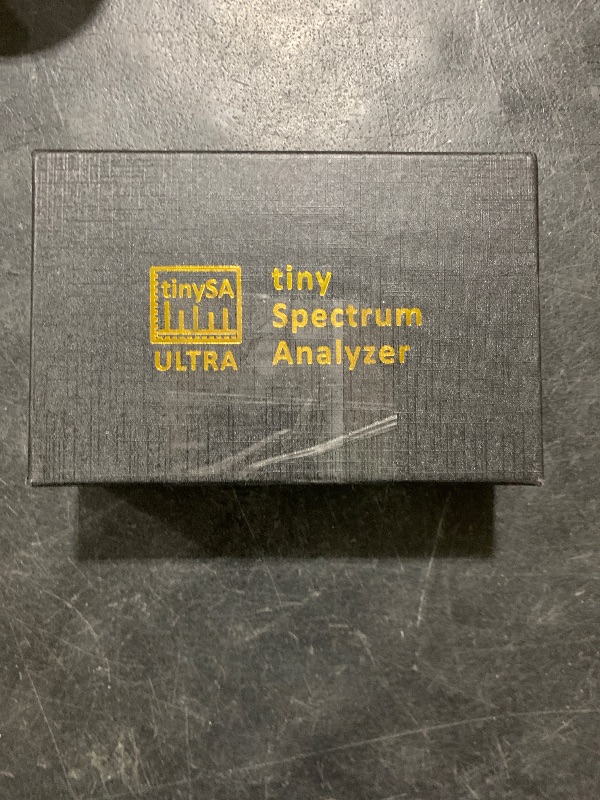 tinySA
ULTRA
tiny
Spectrum
Analyzer